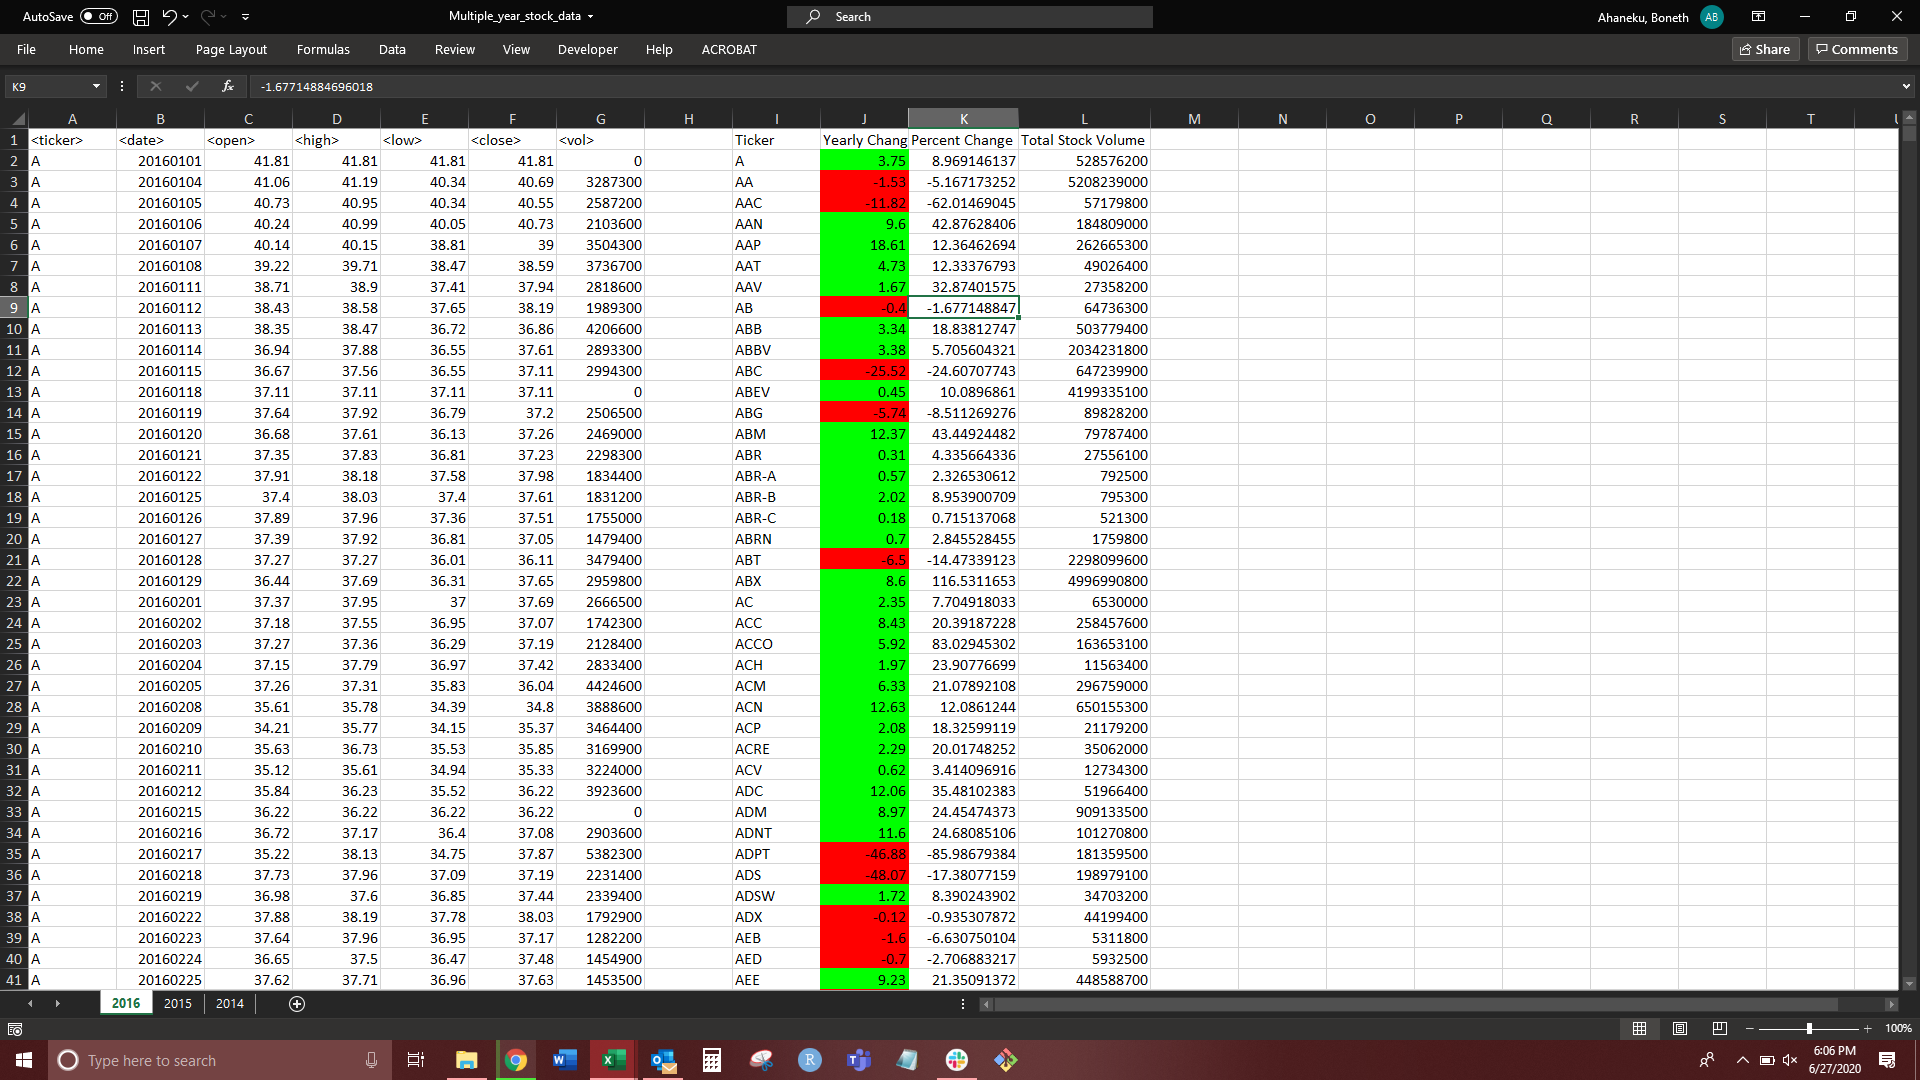 AutoSave Off Multiple_year_stock_data Search Ahaneku, Boneth AB
File Home Insert Page Layout Formulas Data Review View Developer Help ACROBAT Share Comments
K9 fx -1.67714884696018
A B C D E F G H I J K L M N O P Q R S T
1 <ticker> <date> <open> <high> <low> <close> <vol> Ticker Yearly Chang Percent Change Total Stock Volume
2 A 20160101 41.81 41.81 41.81 41.81 0 A 3.75 8.969146137 528576200
3 A 20160104 41.06 41.19 40.34 40.69 3287300 AA -1.53 -5.167173252 5208239000
4 A 20160105 40.73 40.95 40.34 40.55 2587200 AAC -11.82 -62.01469045 57179800
5 A 20160106 40.24 40.99 40.05 40.73 2103600 AAN 9.6 42.87628406 184809000
6 A 20160107 40.14 40.15 38.81 39 3504300 AAP 18.61 12.36462694 262665300
7 A 20160108 39.22 39.71 38.47 38.59 3736700 AAT 4.73 12.33376793 49026400
8 A 20160111 38.71 38.9 37.41 37.94 2818600 AAV 1.67 32.87401575 27358200
9 A 20160112 38.43 38.58 37.65 38.19 1989300 AB -0.4 -1.677148847 64736300
10 A 20160113 38.35 38.47 36.72 36.86 4206600 ABB 3.34 18.83812747 503779400
11 A 20160114 36.94 37.88 36.55 37.61 2893300 ABBV 3.38 5.705604321 2034231800
12 A 20160115 36.67 37.56 36.55 37.11 2994300 ABC -25.52 -24.60707743 647239900
13 A 20160118 37.11 37.11 37.11 37.11 0 ABEV 0.45 10.0896861 4199335100
14 A 20160119 37.64 37.92 36.79 37.2 2506500 ABG -5.74 -8.511269276 89828200
15 A 20160120 36.68 37.61 36.13 37.26 2469000 ABM 12.37 43.44924482 79787400
16 A 20160121 37.35 37.83 36.81 37.23 2298300 ABR 0.31 4.335664336 27556100
17 A 20160122 37.91 38.18 37.58 37.98 1834400 ABR-A 0.57 2.326530612 792500
18 A 20160125 37.4 38.03 37.4 37.61 1831200 ABR-B 2.02 8.953900709 795300
19 A 20160126 37.89 37.96 37.36 37.51 1755000 ABR-C 0.18 0.715137068 521300
20 A 20160127 37.39 37.92 36.81 37.05 1479400 ABRN 0.7 2.845528455 1759800
21 A 20160128 37.27 37.27 36.01 36.11 3479400 ABT -6.5 -14.47339123 2298099600
22 A 20160129 36.44 37.69 36.31 37.65 2959800 ABX 8.6 116.5311653 4996990800
23 A 20160201 37.37 37.95 37 37.69 2666500 AC 2.35 7.704918033 6530000
24 A 20160202 37.18 37.55 36.95 37.07 1742300 ACC 8.43 20.39187228 258457600
25 A 20160203 37.27 37.36 36.29 37.19 2128400 ACCO 5.92 83.02945302 163653100
26 A 20160204 37.15 37.79 36.97 37.42 2833400 ACH 1.97 23.90776699 11563400
27 A 20160205 37.26 37.31 35.83 36.04 4424600 ACM 6.33 21.07892108 296759000
28 A 20160208 35.61 35.78 34.39 34.8 3888600 ACN 12.63 12.0861244 650155300
29 A 20160209 34.21 35.77 34.15 35.37 3464400 ACP 2.08 18.32599119 21179200
30 A 20160210 35.63 36.73 35.53 35.85 3169900 ACRE 2.29 20.01748252 35062000
31 A 20160211 35.12 35.61 34.94 35.33 3224000 ACV 0.62 3.414096916 12734300
32 A 20160212 35.84 36.23 35.52 36.22 3923600 ADC 12.06 35.48102383 51966400
33 A 20160215 36.22 36.22 36.22 36.22 0 ADM 8.97 24.45474373 909133500
34 A 20160216 36.72 37.17 36.4 37.08 2903600 ADNT 11.6 24.68085106 101270800
35 A 20160217 35.22 38.13 34.75 37.87 5382300 ADPT -46.88 -85.98679384 181359500
36 A 20160218 37.73 37.96 37.09 37.19 2231400 ADS -48.07 -17.38077159 198979100
37 A 20160219 36.98 37.6 36.85 37.44 2339400 ADSW 1.72 8.390243902 34703200
38 A 20160222 37.88 38.19 37.78 38.03 1792900 ADX -0.12 -0.935307872 44199400
39 A 20160223 37.64 37.96 36.95 37.17 1282200 AEB -1.6 -6.630750104 5311800
40 A 20160224 36.65 37.5 36.47 37.48 1454900 AED -0.7 -2.706883217 5932500
41 A 20160225 37.62 37.71 36.96 37.63 1453500 AEE 9.23 21.35091372 448588700
2016 2015 2014
100%
Type here to search 6:06 PM
6/27/2020